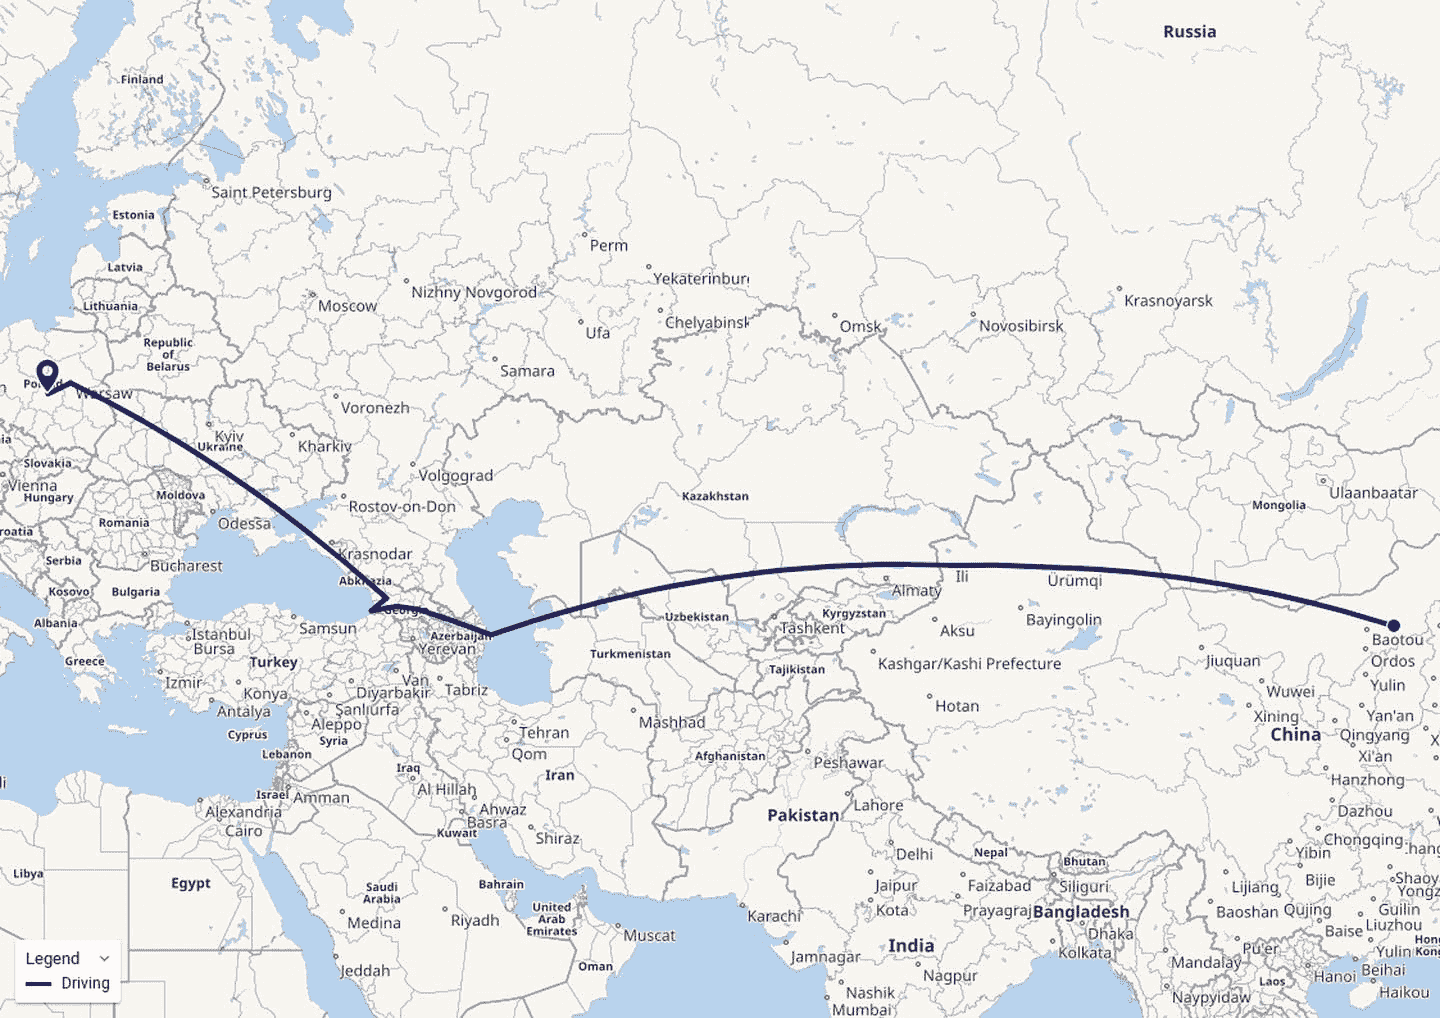 Russia
Finland
Saint Petersburg
Estonia
Perm
Latvia
Yekaterinburg
Nizhny Novgorod
Krasnoyarsk
Lithuania
Moscow
Chelyabinsk
Omsk
Novosibirsk
Ufa
Republic
of
Belarus
Samara
Warsaw
Voronezh
Kyiv
Ukraine
Kharkiv
Slovakia
Volgograd
Vienna
Hungary
Moldova
Kazakhstan
Ulaanbaatar
Mongolia
Rostov-on-Don
Romania
Odessa
roatia
Krasnodar
Serbia
Bucharest
Abkhazia
Ili
Ürümqi
Almaty
Kosovo
Bulgaria
Georgia
Uzbekistan
Kyrgyzstan
Albania
Samsun
Tashkent
Bayingolin
Istanbul
Azerbaijan
Aksu
Baotou
Bursa
Yerevan
Turkmenistan
Greece
Turkey
Tajikistan
Kashgar/Kashi Prefecture
Jiuquan
Ordos
Izmir
Konya
Van
Diyarbakir
Tabriz
Wuwei
Yulin
Antalya
Şanlıurfa
Hotan
Aleppo
Mashhad
Xining
Yan'an
Cyprus
Syria
Tehran
China
Qingyang
Lebanon
Qom
Afghanistan
Xi'an
Iraq
Iran
Peshawar
Hanzhong
Israel
Amman
Al Hillah
Alexandria
Ahwaz
Lahore
Dazhou
Cairo
Basra
Kuwait
Shiraz
Pakistan
Chongqing
Delhi
Nepal
Bhutan
Yibin
Libya
Egypt
Saudi
Arabia
Bahrain
Jaipur
Faizabad
Siliguri
Lijiang
Bijie
United
Arab
Emirates
Medina
Riyadh
Karachi
Kota
Prayagraj
Bangladesh
Baoshan
Qujing
Guilin
Muscat
Dhaka
Baise
Liuzhou
India
Kolkata
Pu'er
Yulin
Legend
Oman
Jamnagar
Mandalay
Jeddah
Nagpur
Hanoi
Beihai
Driving
Laos
Nashik
Mumbai
Naypyidaw
Haikou